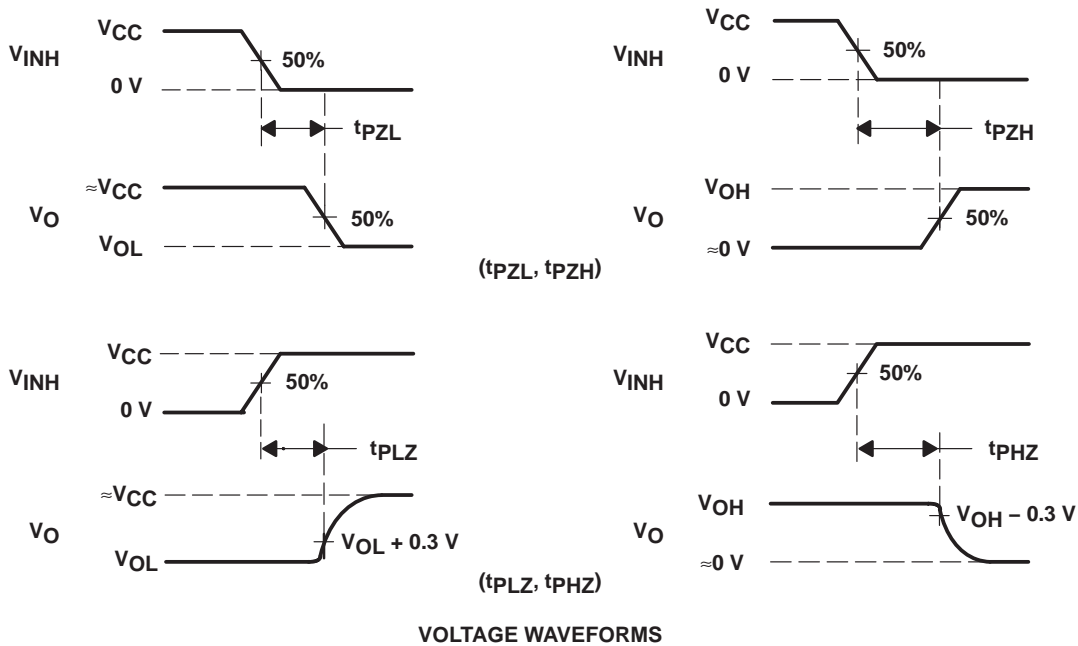 VCC
VINH
50%
0 V
tPZL
≈VCC
VO
50%
VOL
VCC
VINH
50%
0 V
tPZH
VOH
VO
50%
≈0 V
(tPZL, tPZH)
VCC
VINH
50%
0 V
tPLZ
≈VCC
VO
VOL + 0.3 V
VOL
VCC
VINH
50%
0 V
tPHZ
VOH
VOH – 0.3 V
VO
≈0 V
(tPLZ, tPHZ)
VOLTAGE WAVEFORMS